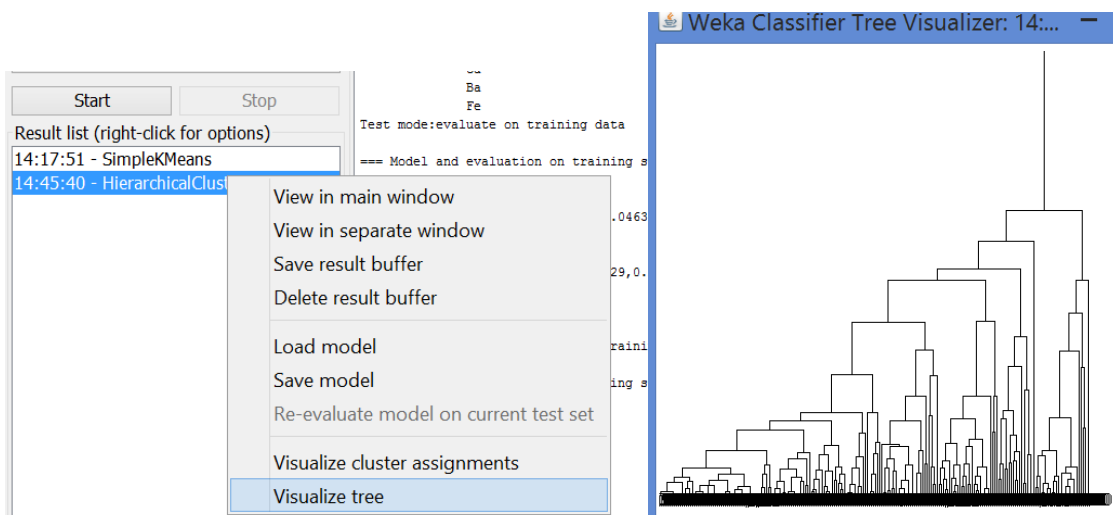 Weka Classifier Tree Visualizer: 14:...
Start
Stop
Result list (right-click for options)
14:17:51 - SimpleKMeans
14:45:40 - HierarchicalClust
Ba
Fe
Test mode:evaluate on training data
=== Model and evaluation on training s
.0463
29,0.
raini
ing s
View in main window
View in separate window
Save result buffer
Delete result buffer
Load model
Save model
Re-evaluate model on current test set
Visualize cluster assignments
Visualize tree